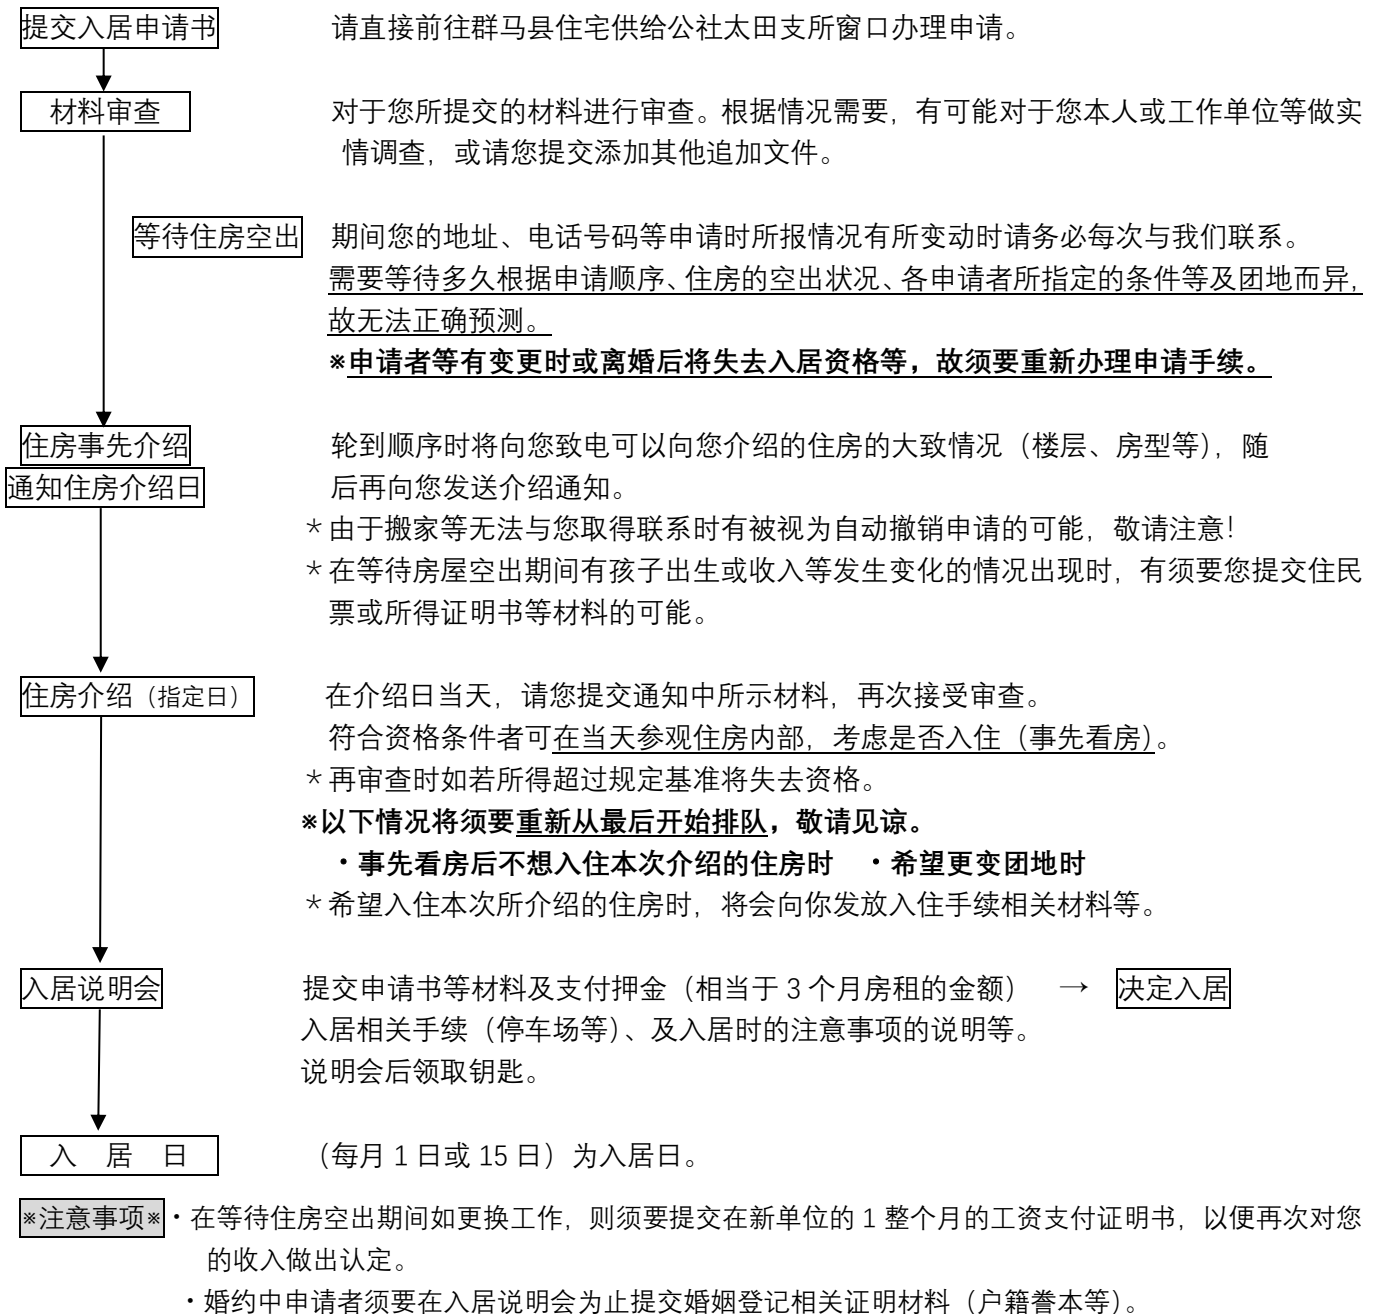 提交入居申请书　请直接前往群马县住宅供给公社太田支所窗口办理申请。
材料审查　对于您所提交的材料进行审查。根据情况需要，有可能对于您本人或工作单位等做实
情调查，或请您提交添加其他追加文件。
等待住房空出　期间您的地址、电话号码等申请时所报情况有所变动时请务必每次与我们联系。
需要等待多久根据申请顺序、住房的空出状况、各申请者所指定的条件等及团地而异，
故无法正确预测。
※申请者等有变更时或离婚后将失去入居资格等，故须要重新办理申请手续。
住房事先介绍　轮到顺序时将向您致电可以向您介绍的住房的大致情况（楼层、房型等），随
通知住房介绍日　后再向您发送介绍通知。
＊由于搬家等无法与您取得联系时有被视为自动撤销申请的可能，敬请注意！
＊在等待房屋空出期间有孩子出生或收入等发生变化的情况出现时，有须要您提交住民
票或所得证明书等材料的可能。
住房介绍（指定日）　在介绍日当天，请您提交通知中所示材料，再次接受审查。
符合资格条件者可在当天参观住房内部，考虑是否入住（事先看房）。
＊再审查时如若所得超过规定基准将失去资格。
※以下情况将须要重新从最后开始排队，敬请见谅。
・事先看房后不想入住本次介绍的住房时　・希望更变团地时
＊希望入住本次所介绍的住房时，将会向你发放入住手续相关材料等。
入居说明会　提交申请书等材料及支付押金（相当于 3 个月房租的金额）　→　决定入居
入居相关手续（停车场等）、及入居时的注意事项的说明等。
说明会后领取钥匙。
入　居　日　（每月 1 日或 15 日）为入居日。
※注意事项※・在等待住房空出期间如更换工作，则须要提交在新单位的 1 整个月的工资支付证明书，以便再次对您
的收入做出认定。
・婚约中申请者须要在入居说明会为止提交婚姻登记相关证明材料（户籍誊本等）。